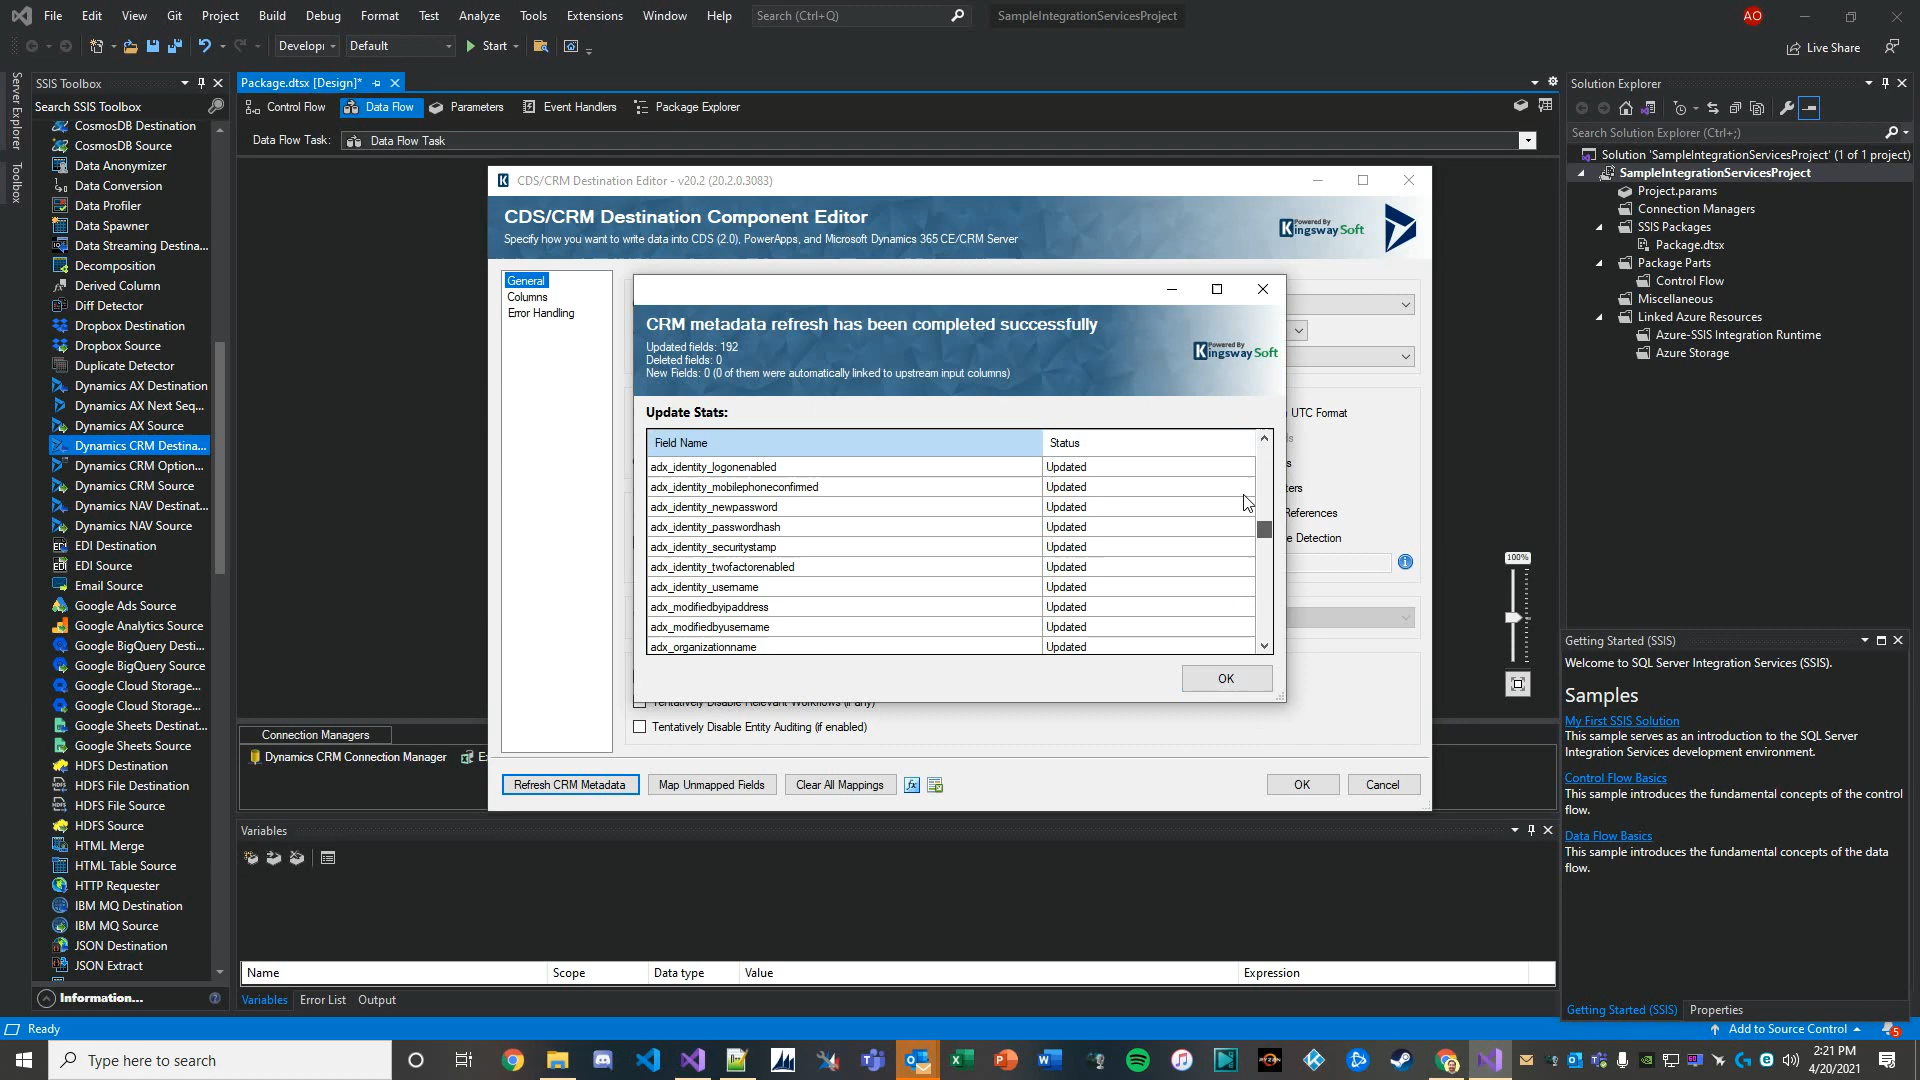 File Edit View Git Project Build Debug Format Test Analyze Tools Extensions Window Help Search (Ctrl+Q) SampleIntegrationServicesProject AO
Developi Default Start Live Share
Server Explorer
Toolbox
SSIS Toolbox
Search SSIS Toolbox
CosmosDB Destination
CosmosDB Source
Data Anonymizer
Data Conversion
Data Profiler
Data Spawner
Data Streaming Destina...
Decomposition
Derived Column
Diff Detector
Dropbox Destination
Dropbox Source
Duplicate Detector
Dynamics AX Destination
Dynamics AX Next Seq...
Dynamics AX Source
Dynamics CRM Destina...
Dynamics CRM Option...
Dynamics CRM Source
Dynamics NAV Destinat...
Dynamics NAV Source
EDI Destination
EDI Source
Email Source
Google Ads Source
Google Analytics Source
Google BigQuery Desti...
Google BigQuery Source
Google Cloud Storage...
Google Cloud Storage...
Google Sheets Destinat...
Google Sheets Source
HDFS Destination
HDFS File Destination
HDFS File Source
HDFS Source
HTML Merge
HTML Table Source
HTTP Requester
IBM MQ Destination
IBM MQ Source
JSON Destination
JSON Extract
Information...
Package.dtsx [Design]*
Control Flow Data Flow Parameters Event Handlers Package Explorer
Data Flow Task: Data Flow Task
CDS/CRM Destination Editor - v20.2 (20.2.0.3083)
CDS/CRM Destination Component Editor
Specify how you want to write data into CDS (2.0), PowerApps, and Microsoft Dynamics 365 CE/CRM Server
Powered By
KingswaySoft
General
Columns
Error Handling
CRM metadata refresh has been completed successfully
Updated fields: 192
Deleted fields: 0
New Fields: 0 (0 of them were automatically linked to upstream input columns)
Powered By
KingswaySoft
Update Stats:
Field Name Status
adx_identity_logonenabled Updated
adx_identity_mobilephoneconfirmed Updated
adx_identity_newpassword Updated
adx_identity_passwordhash Updated
adx_identity_securitystamp Updated
adx_identity_twofactorenabled Updated
adx_identity_username Updated
adx_modifiedbyipaddress Updated
adx_modifiedbyusername Updated
adx_organizationname Updated
OK
UTC Format
References
Detection
Tentatively Disable Relevant Workflows (if any)
Tentatively Disable Entity Auditing (if enabled)
Refresh CRM Metadata Map Unmapped Fields Clear All Mappings OK Cancel
100%
Connection Managers
Dynamics CRM Connection Manager Ex
Variables
Name Scope Data type Value Expression
Variables Error List Output
Solution Explorer
Search Solution Explorer (Ctrl+;)
Solution 'SampleIntegrationServicesProject' (1 of 1 project)
SampleIntegrationServicesProject
Project.params
Connection Managers
SSIS Packages
Package.dtsx
Package Parts
Control Flow
Miscellaneous
Linked Azure Resources
Azure-SSIS Integration Runtime
Azure Storage
Getting Started (SSIS)
Welcome to SQL Server Integration Services (SSIS).
Samples
My First SSIS Solution
This sample serves as an introduction to the SQL Server
Integration Services development environment.
Control Flow Basics
This sample introduces the fundamental concepts of the control
flow.
Data Flow Basics
This sample introduces the fundamental concepts of the data
flow.
Getting Started (SSIS) Properties
Ready Add to Source Control 5
Type here to search
2:21 PM
4/20/2021